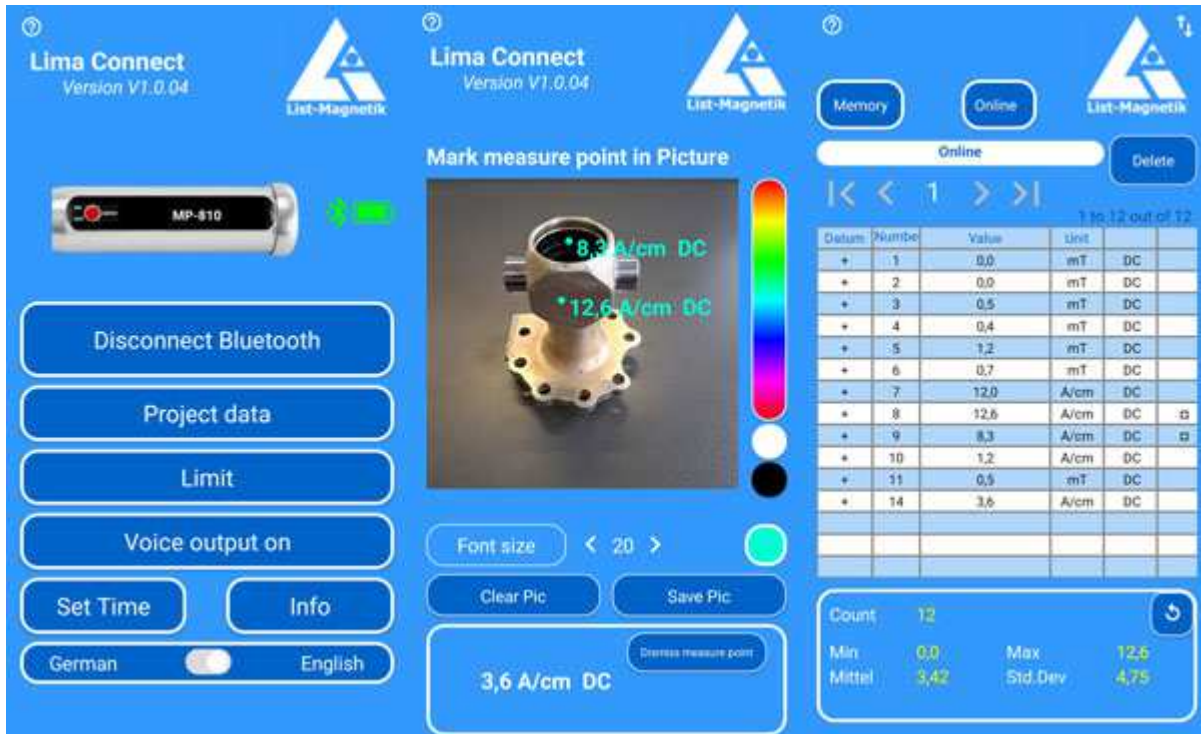 Lima Connect
Version V1.0.04
List-Magnetik
MP-810
Disconnect Bluetooth
Project data
Limit
Voice output on
Set Time Info
German English
Lima Connect
Version V1.0.04
List-Magnetik
Mark measure point in Picture
8,3 A/cm DC
12,6 A/cm DC
Font size < 20 >
Clear Pic Save Pic
Dismiss measure point
3,6 A/cm DC
List-Magnetik
Memory Online
Online Delete
|< < 1 > >|
1 to 12 out of 12
Datum Numbe Value Unit
+ 1 0,0 mT DC
+ 2 0,0 mT DC
+ 3 0,5 mT DC
+ 4 0,4 mT DC
+ 5 1,2 mT DC
+ 6 0,7 mT DC
+ 7 12,0 A/cm DC
+ 8 12,6 A/cm DC
+ 9 8,3 A/cm DC
+ 10 1,2 A/cm DC
+ 11 0,5 mT DC
+ 14 3,6 A/cm DC
Count 12
Min 0,0 Max 12,6
Mittel 3,42 Std.Dev 4,75